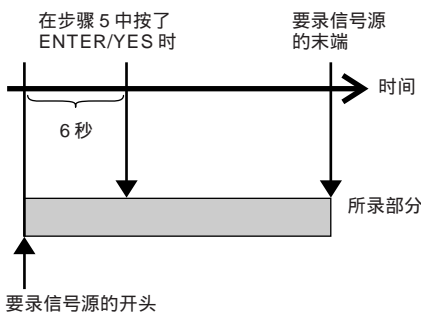 在步骤 5 中按了
ENTER/YES 时
要录信号源
的末端
时间
6 秒
所录部分
要录信号源的开头